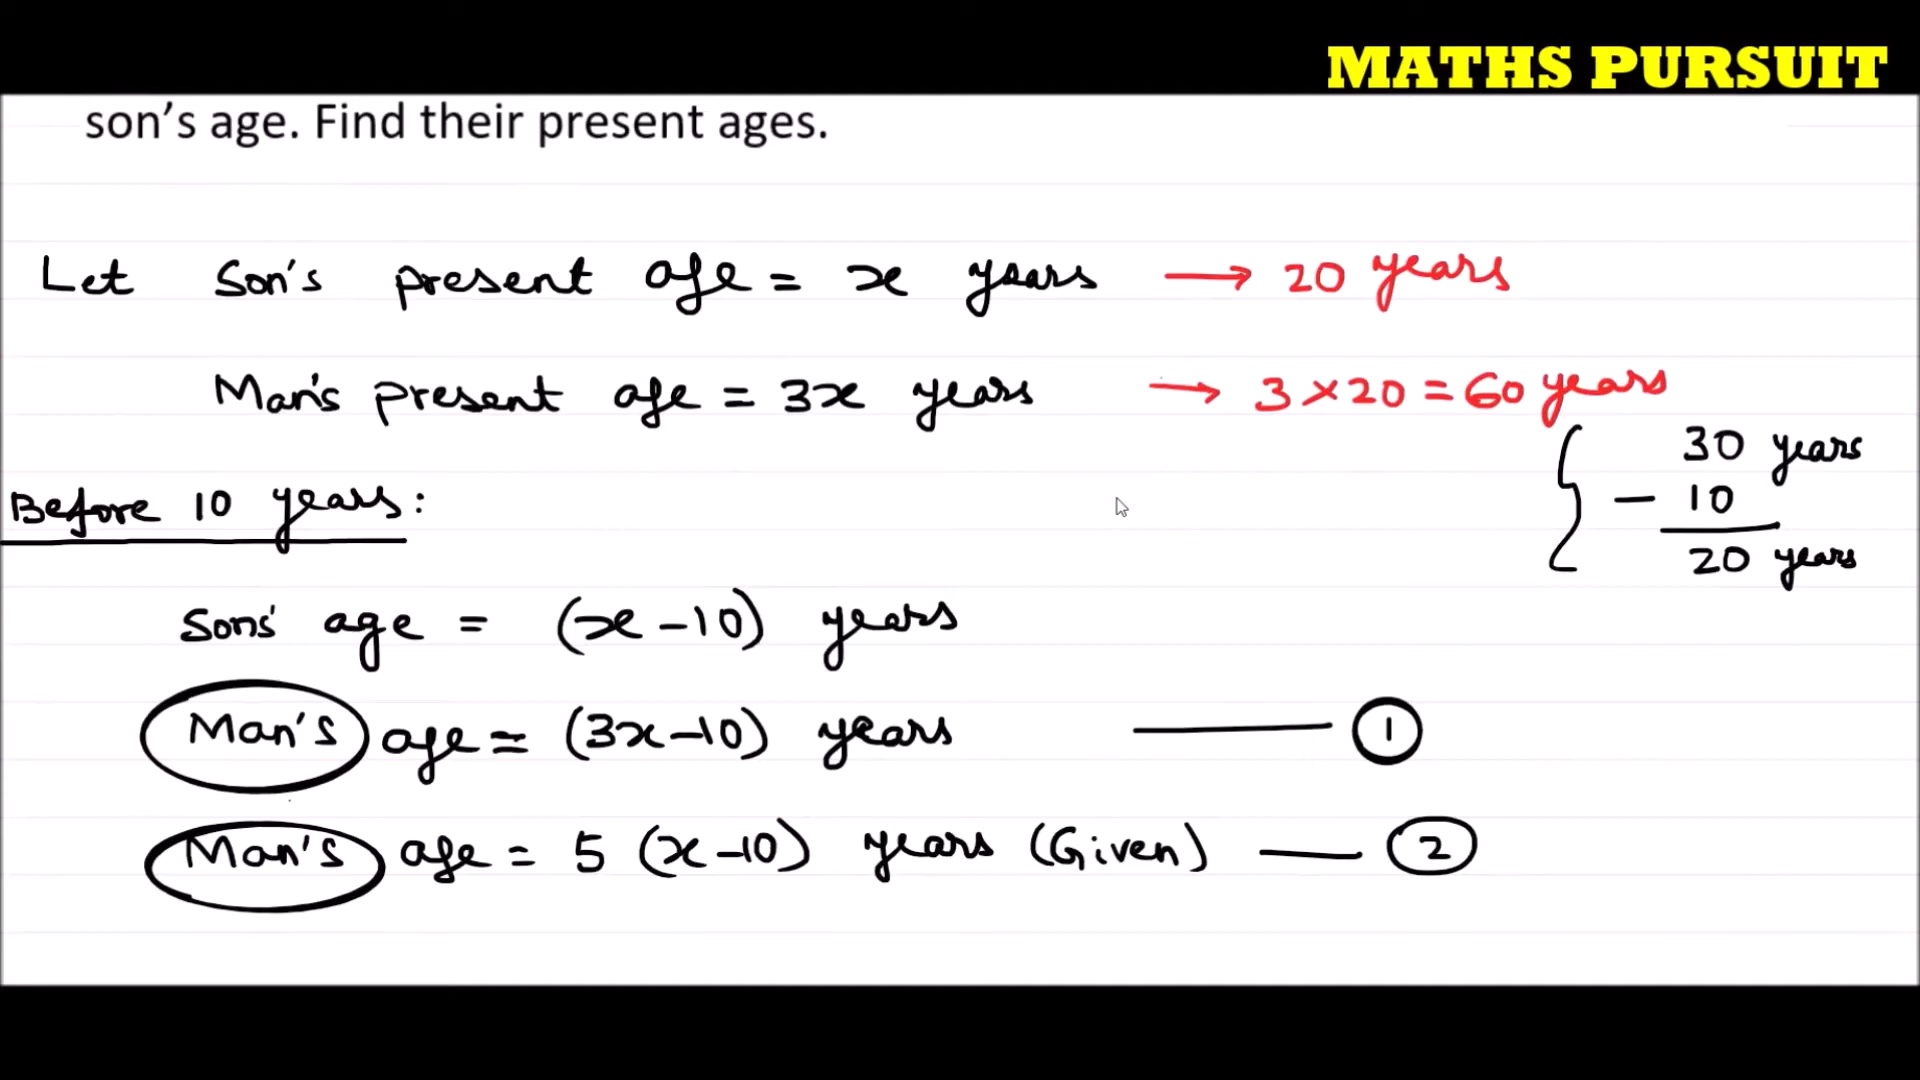 MATHS PURSUIT
son’s age. Find their present ages.
Let Son's present age = x years → 20 years
Man's present age = 3x years → 3 × 20 = 60 years
30 years
Before 10 years:
- 10
20 years
Sons' age = (x - 10) years
Man's age = (3x - 10) years — 1
Man's age = 5 (x - 10) years (Given) — 2